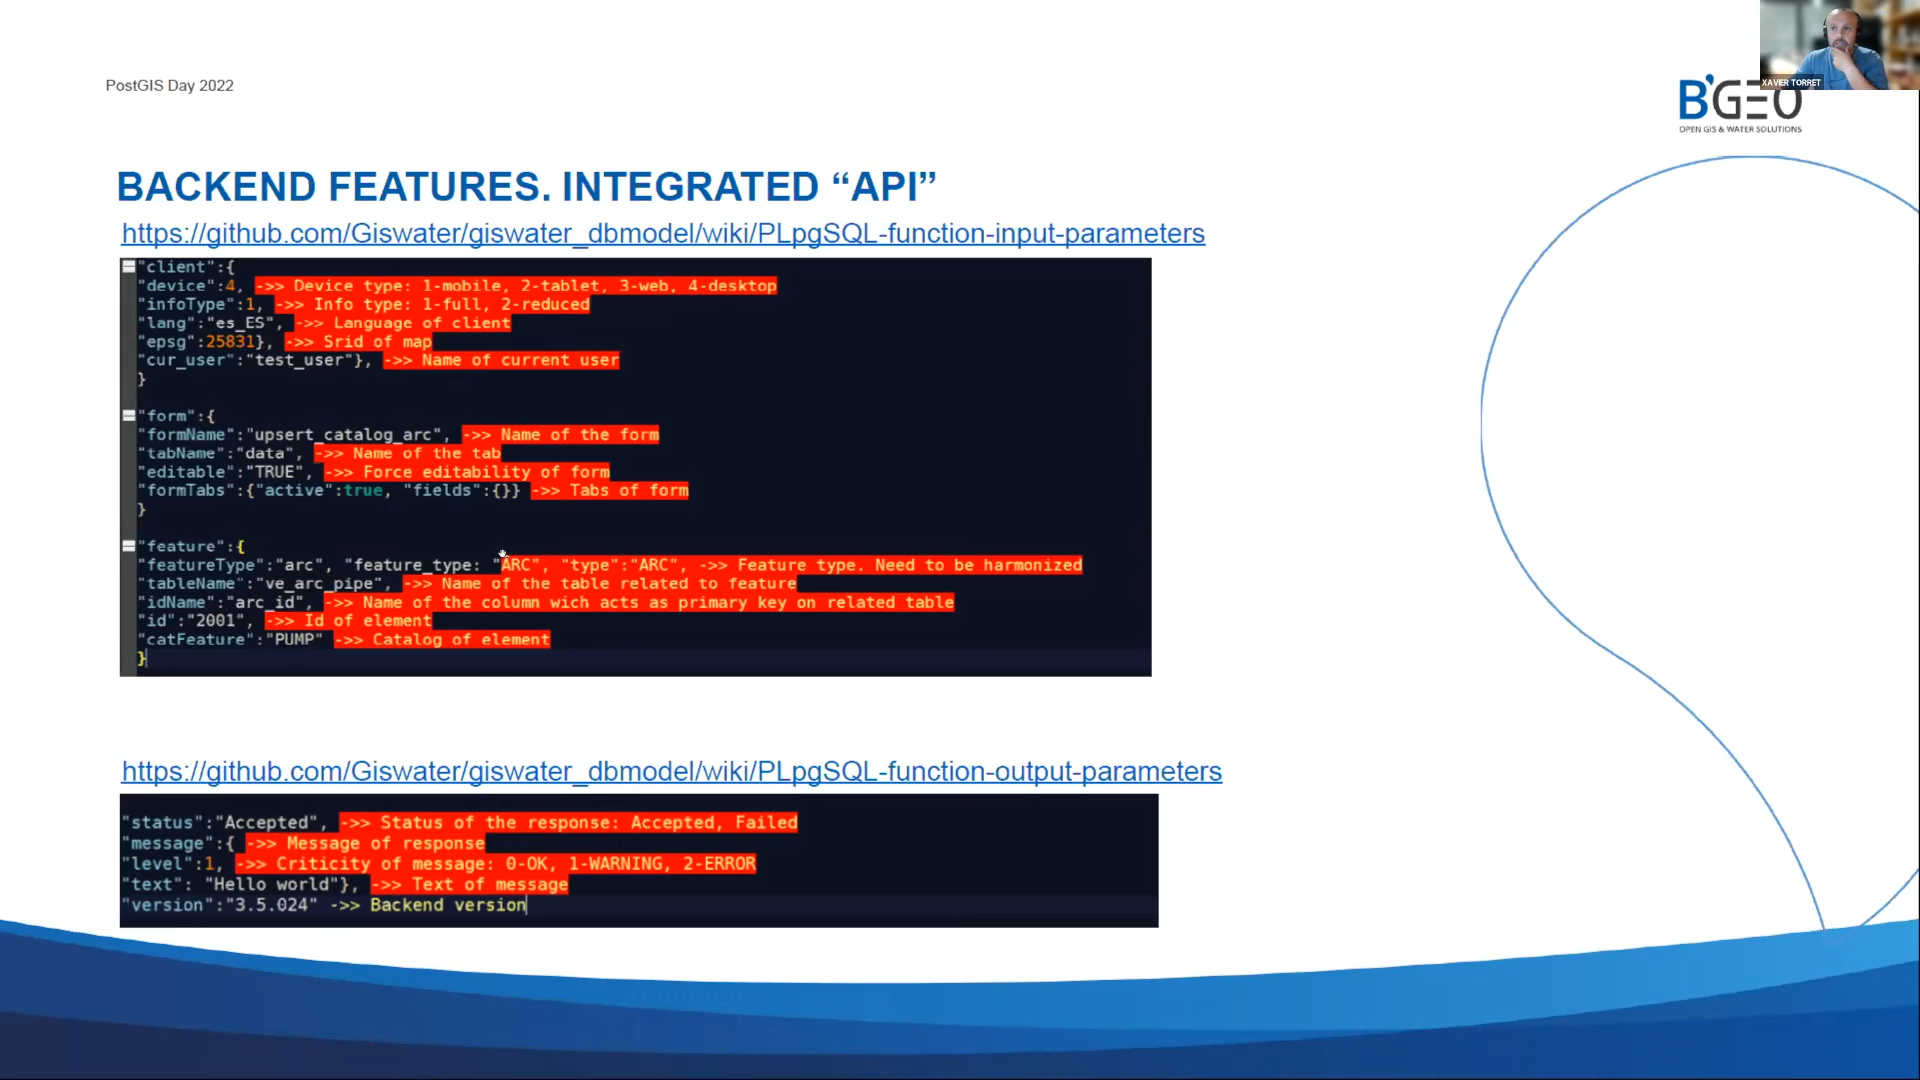 XAVIER TORRET
PostGIS Day 2022
B'GEO
OPEN GIS & WATER SOLUTIONS
BACKEND FEATURES. INTEGRATED “API”
https://github.com/Giswater/giswater_dbmodel/wiki/PLpgSQL-function-input-parameters
"client":{
"device":4, ->> Device type: 1-mobile, 2-tablet, 3-web, 4-desktop
"infoType":1, ->> Info type: 1-full, 2-reduced
"lang":"es_ES", ->> Language of client
"epsg":25831}, ->> Srid of map
"cur_user":"test_user"}, ->> Name of current user
}
"form":{
"formName":"upsert_catalog_arc", ->> Name of the form
"tabName":"data", ->> Name of the tab
"editable":"TRUE", ->> Force editability of form
"formTabs":{"active":true, "fields":{}} ->> Tabs of form
}
"feature":{
"featureType":"arc", "feature_type: "ARC", "type":"ARC", ->> Feature type. Need to be harmonized
"tableName":"ve_arc_pipe", ->> Name of the table related to feature
"idName":"arc_id", ->> Name of the column wich acts as primary key on related table
"id":"2001", ->> Id of element
"catFeature":"PUMP" ->> Catalog of element
}
https://github.com/Giswater/giswater_dbmodel/wiki/PLpgSQL-function-output-parameters
"status":"Accepted", ->> Status of the response: Accepted, Failed
"message":{ ->> Message of response
"level":1, ->> Criticity of message: 0-OK, 1-WARNING, 2-ERROR
"text": "Hello world"}, ->> Text of message
"version":"3.5.024" ->> Backend version